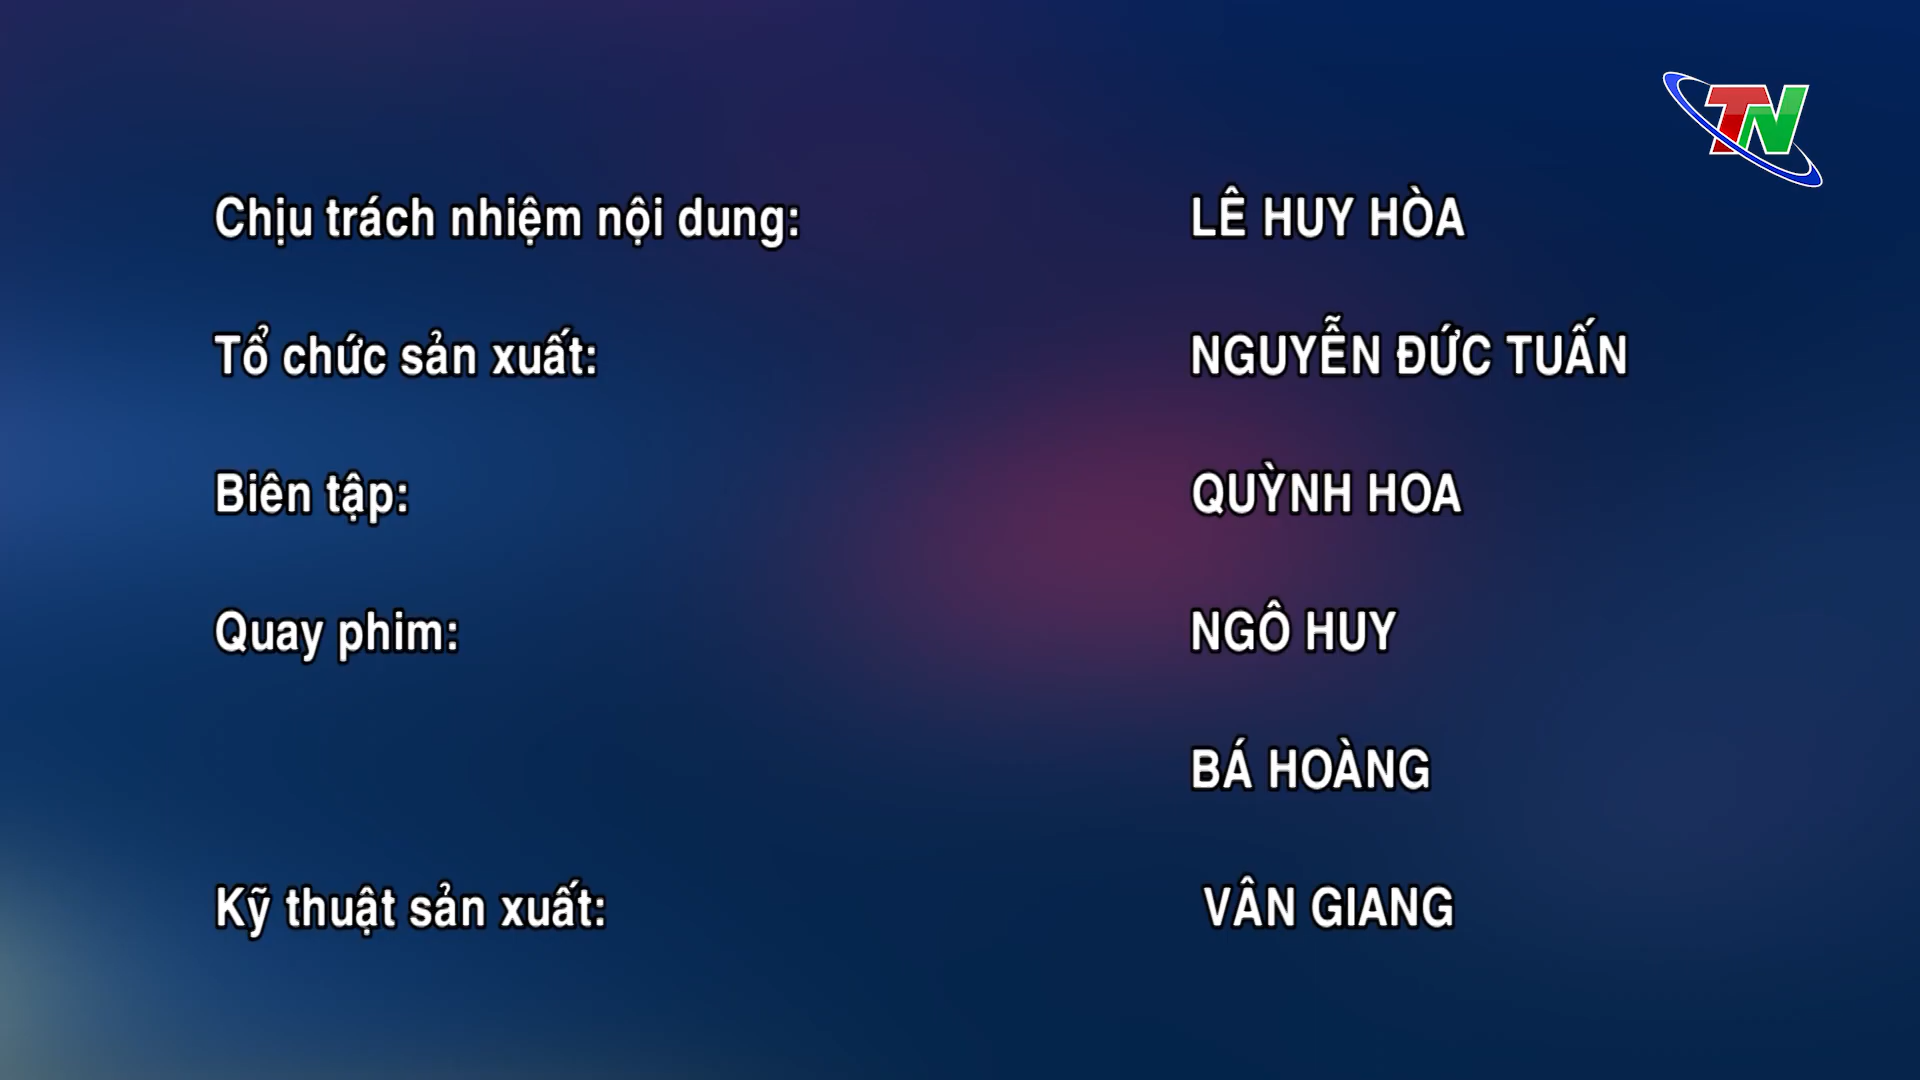 TN
Chịu trách nhiệm nội dung: LÊ HUY HÒA
Tổ chức sản xuất: NGUYỄN ĐỨC TUẤN
Biên tập: QUỲNH HOA
Quay phim: NGÔ HUY
BÁ HOÀNG
Kỹ thuật sản xuất: VÂN GIANG